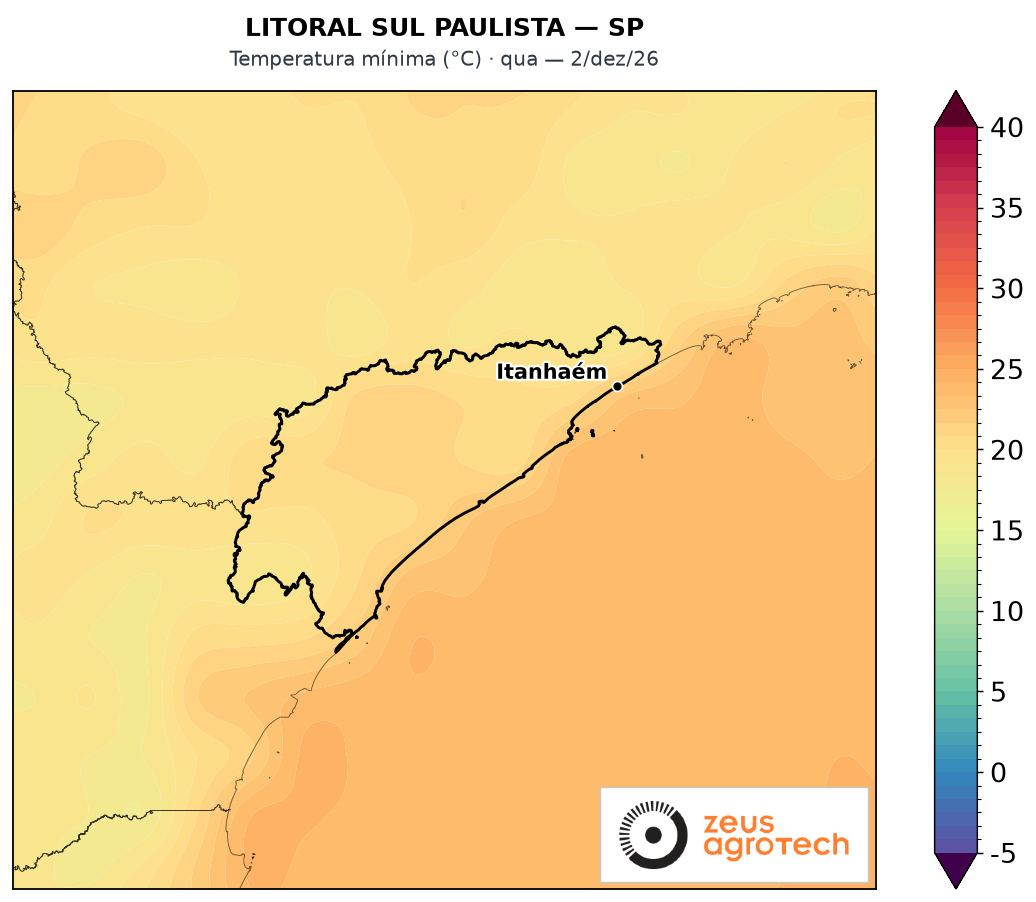 LITORAL SUL PAULISTA — SP
Temperatura mínima (°C) · qua — 2/dez/26
Itanhaém
40
35
30
25
20
15
10
5
0
-5
zeus
agrotech